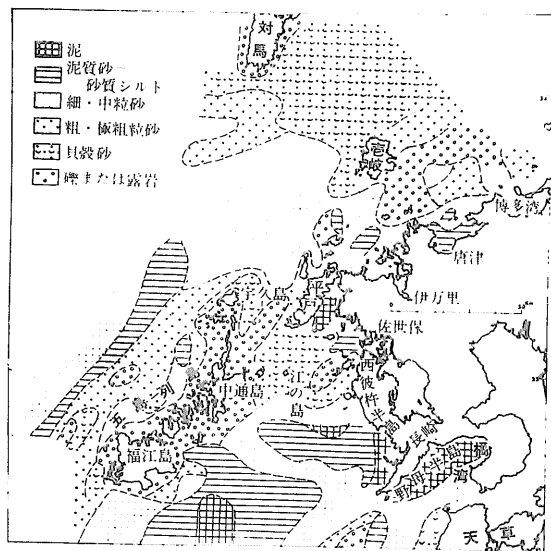 泥
泥質砂
砂質シルト
細・中粒砂
粗・極粗粒砂
貝殻砂
礫または露岩
対馬
壱岐
博多湾
唐津
伊万里
平戸
宇久島
佐世保
江の島
西彼杵半島
五列
中通島
長崎
福江島
野母半島
橘湾
天草